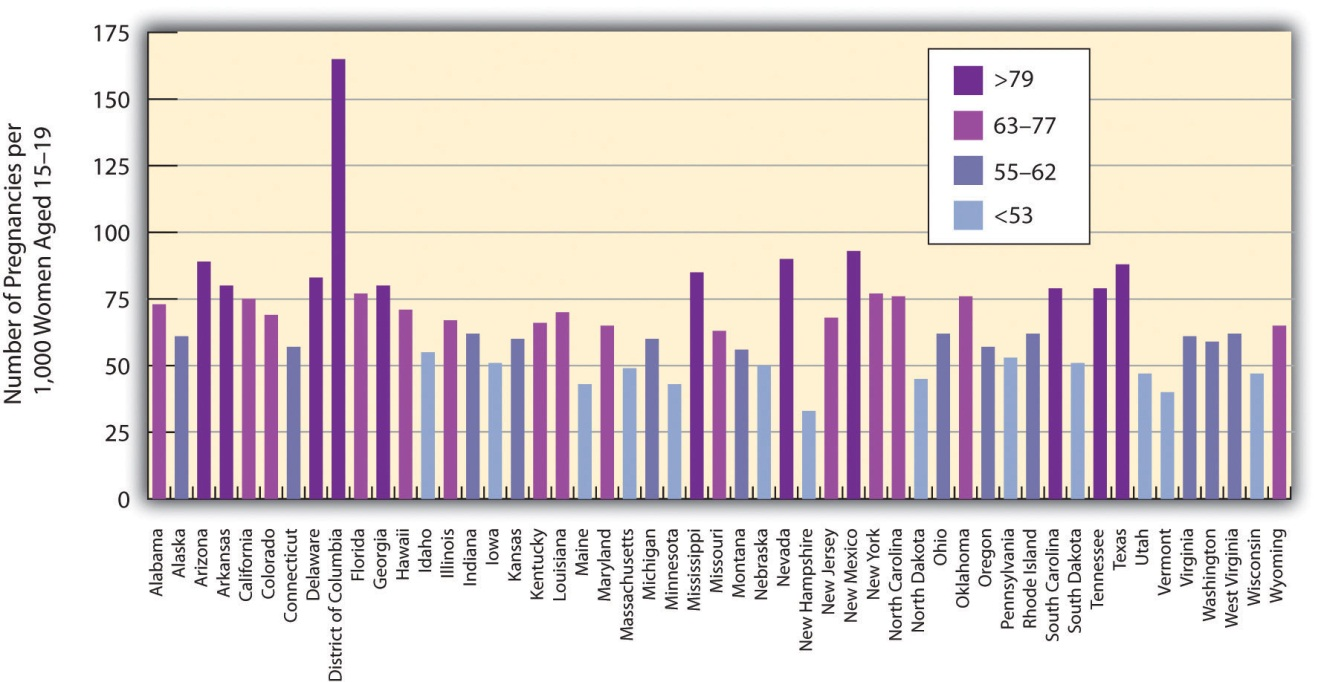 Number of Pregnancies per
1,000 Women Aged 15–19
175
150
125
100
75
50
25
0
>79
63–77
55–62
<53
Alabama
Alaska
Arizona
Arkansas
California
Colorado
Connecticut
Delaware
District of Columbia
Florida
Georgia
Hawaii
Idaho
Illinois
Indiana
Iowa
Kansas
Kentucky
Louisiana
Maine
Maryland
Massachusetts
Michigan
Minnesota
Mississippi
Missouri
Montana
Nebraska
Nevada
New Hampshire
New Jersey
New Mexico
New York
North Carolina
North Dakota
Ohio
Oklahoma
Oregon
Pennsylvania
Rhode Island
South Carolina
South Dakota
Tennessee
Texas
Utah
Vermont
Virginia
Washington
West Virginia
Wisconsin
Wyoming